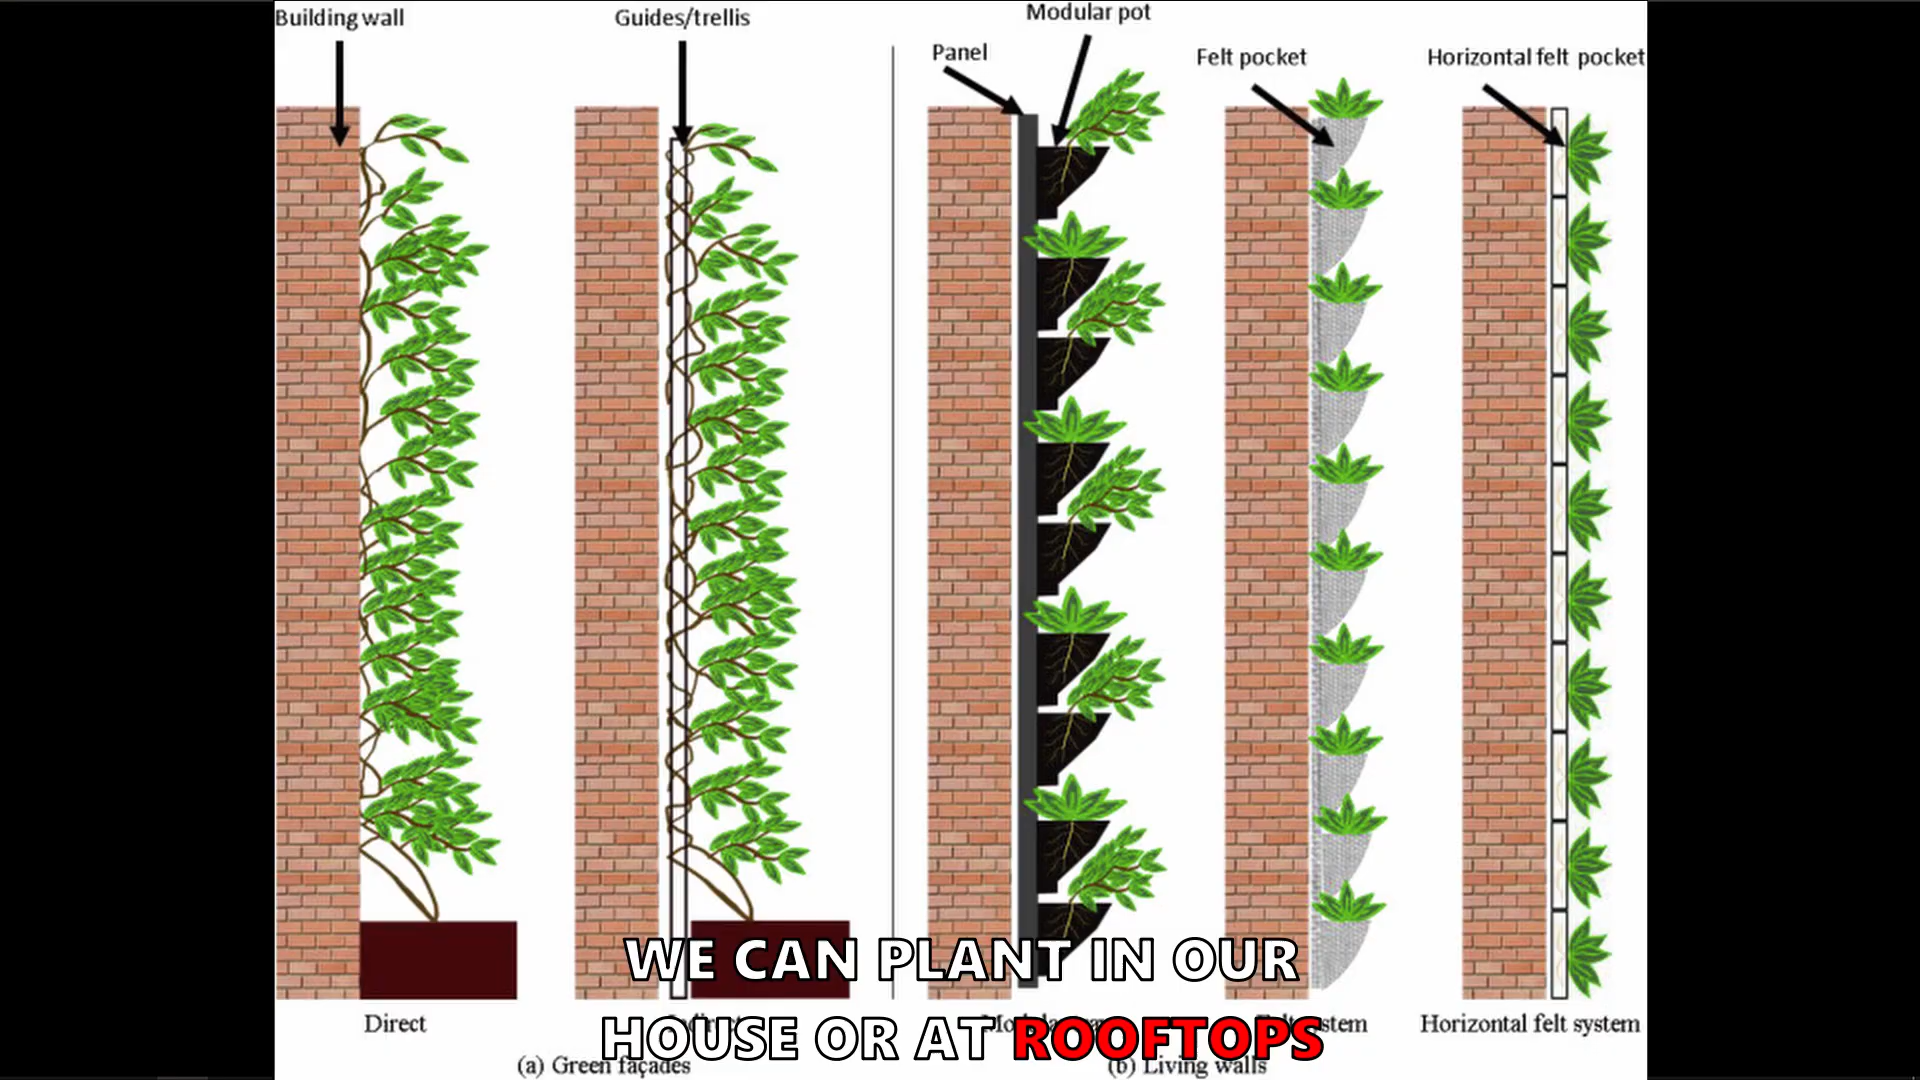 Building wall
Guides/trellis
Modular pot
Panel
Felt pocket
Horizontal felt pocket
WE CAN PLANT IN OUR
HOUSE OR AT ROOFTOPS
Direct
Horizontal felt system
(a) Green façades
(b) Living walls